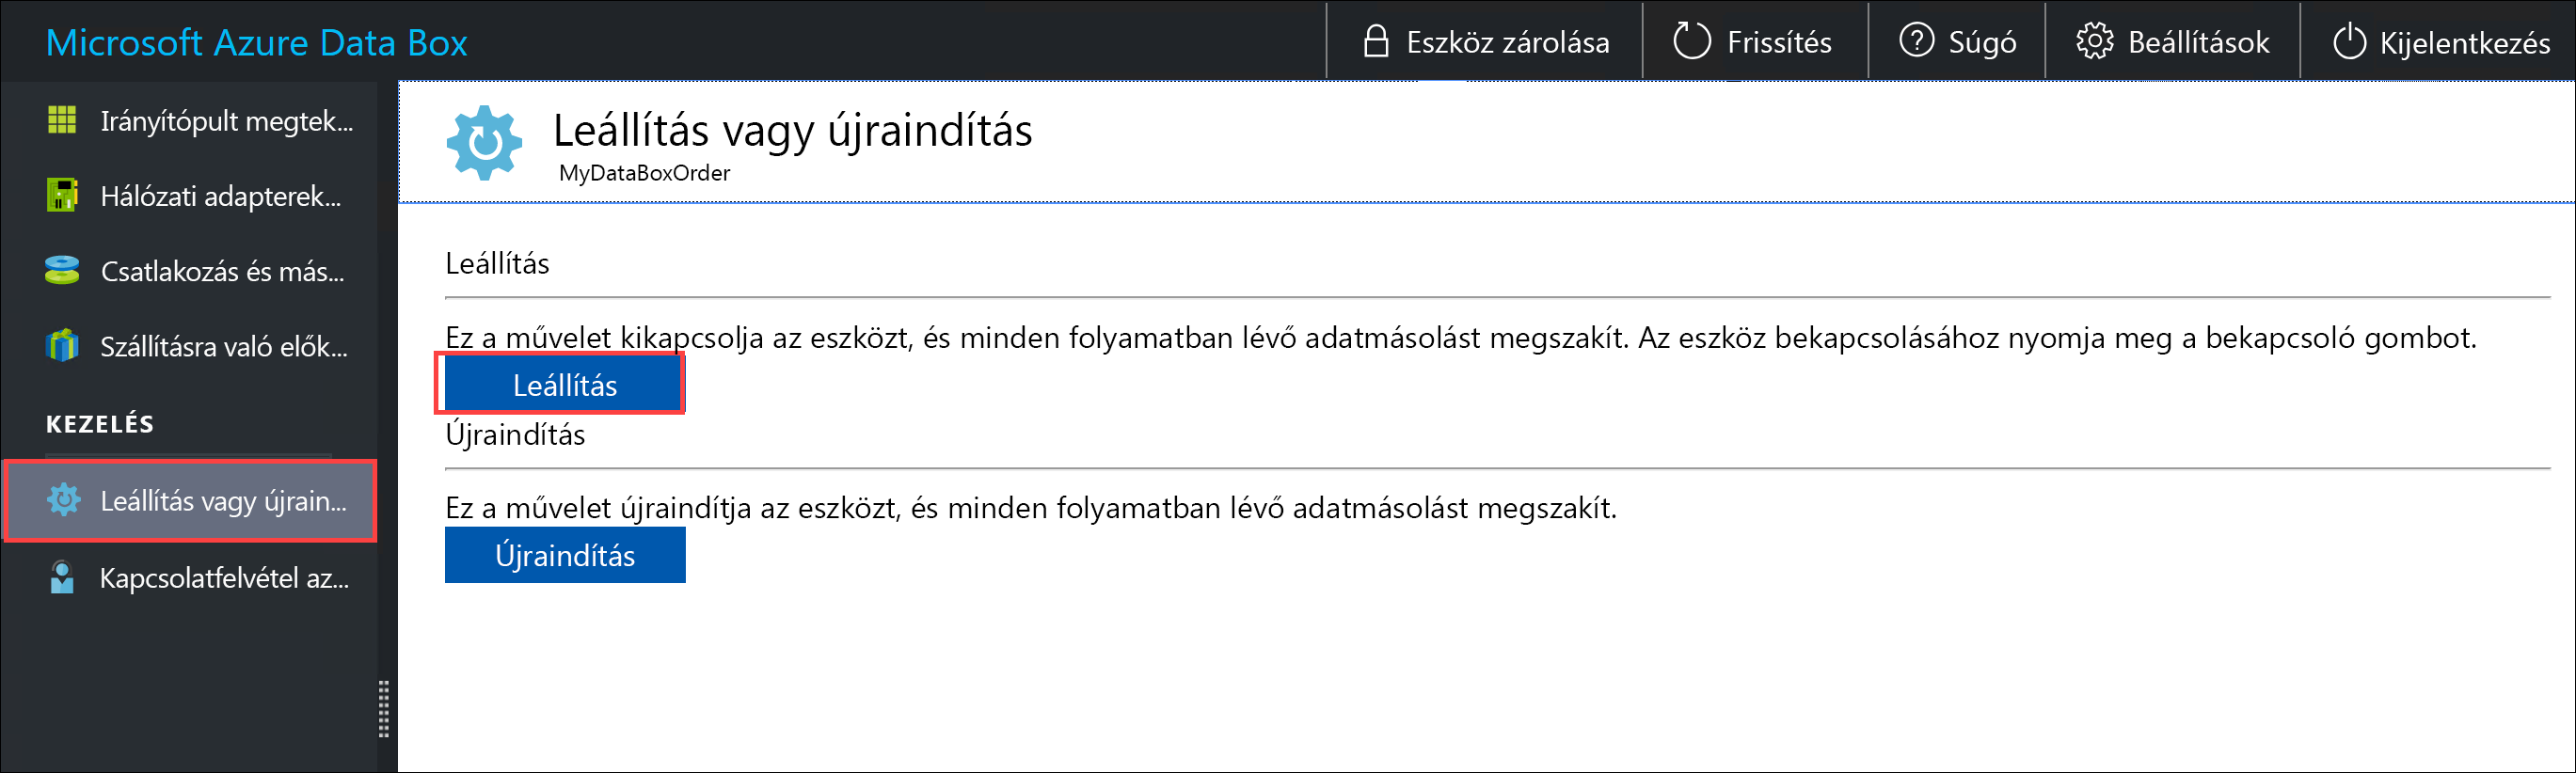 Microsoft Azure Data Box
Eszköz zárolása
Frissítés
Súgó
Beállítások
Kijelentkezés
Irányítópult megtek...
Hálózati adapterek...
Csatlakozás és más...
Szállításra való elők...
KEZELÉS
Leállítás vagy újrain...
Kapcsolatfelvétel az...
Leállítás vagy újraindítás
MyDataBoxOrder
Leállítás
Ez a művelet kikapcsolja az eszközt, és minden folyamatban lévő adatmásolást megszakít. Az eszköz bekapcsolásához nyomja meg a bekapcsoló gombot.
Leállítás
Újraindítás
Ez a művelet újraindítja az eszközt, és minden folyamatban lévő adatmásolást megszakít.
Újraindítás